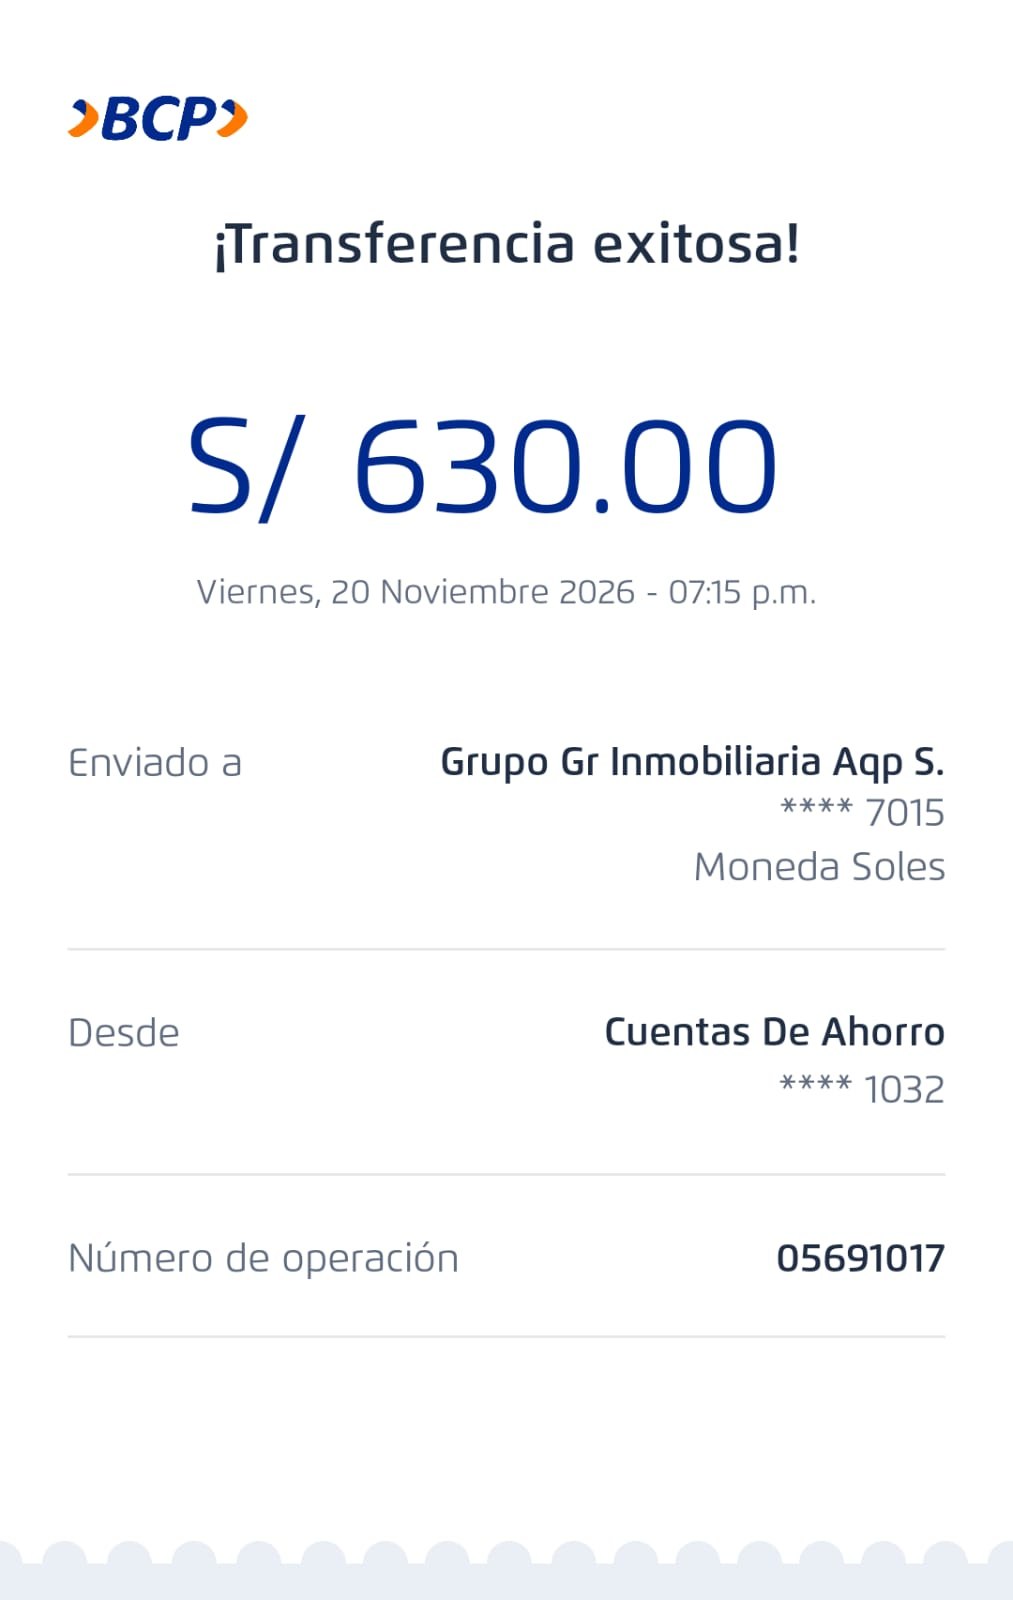 BCP
¡Transferencia exitosa!
S/ 630.00
Viernes, 20 Noviembre 2026 - 07:15 p.m.
Enviado a
Grupo Gr Inmobiliaria Aqp S.
**** 7015
Moneda Soles
Desde
Cuentas De Ahorro
**** 1032
Número de operación
05691017